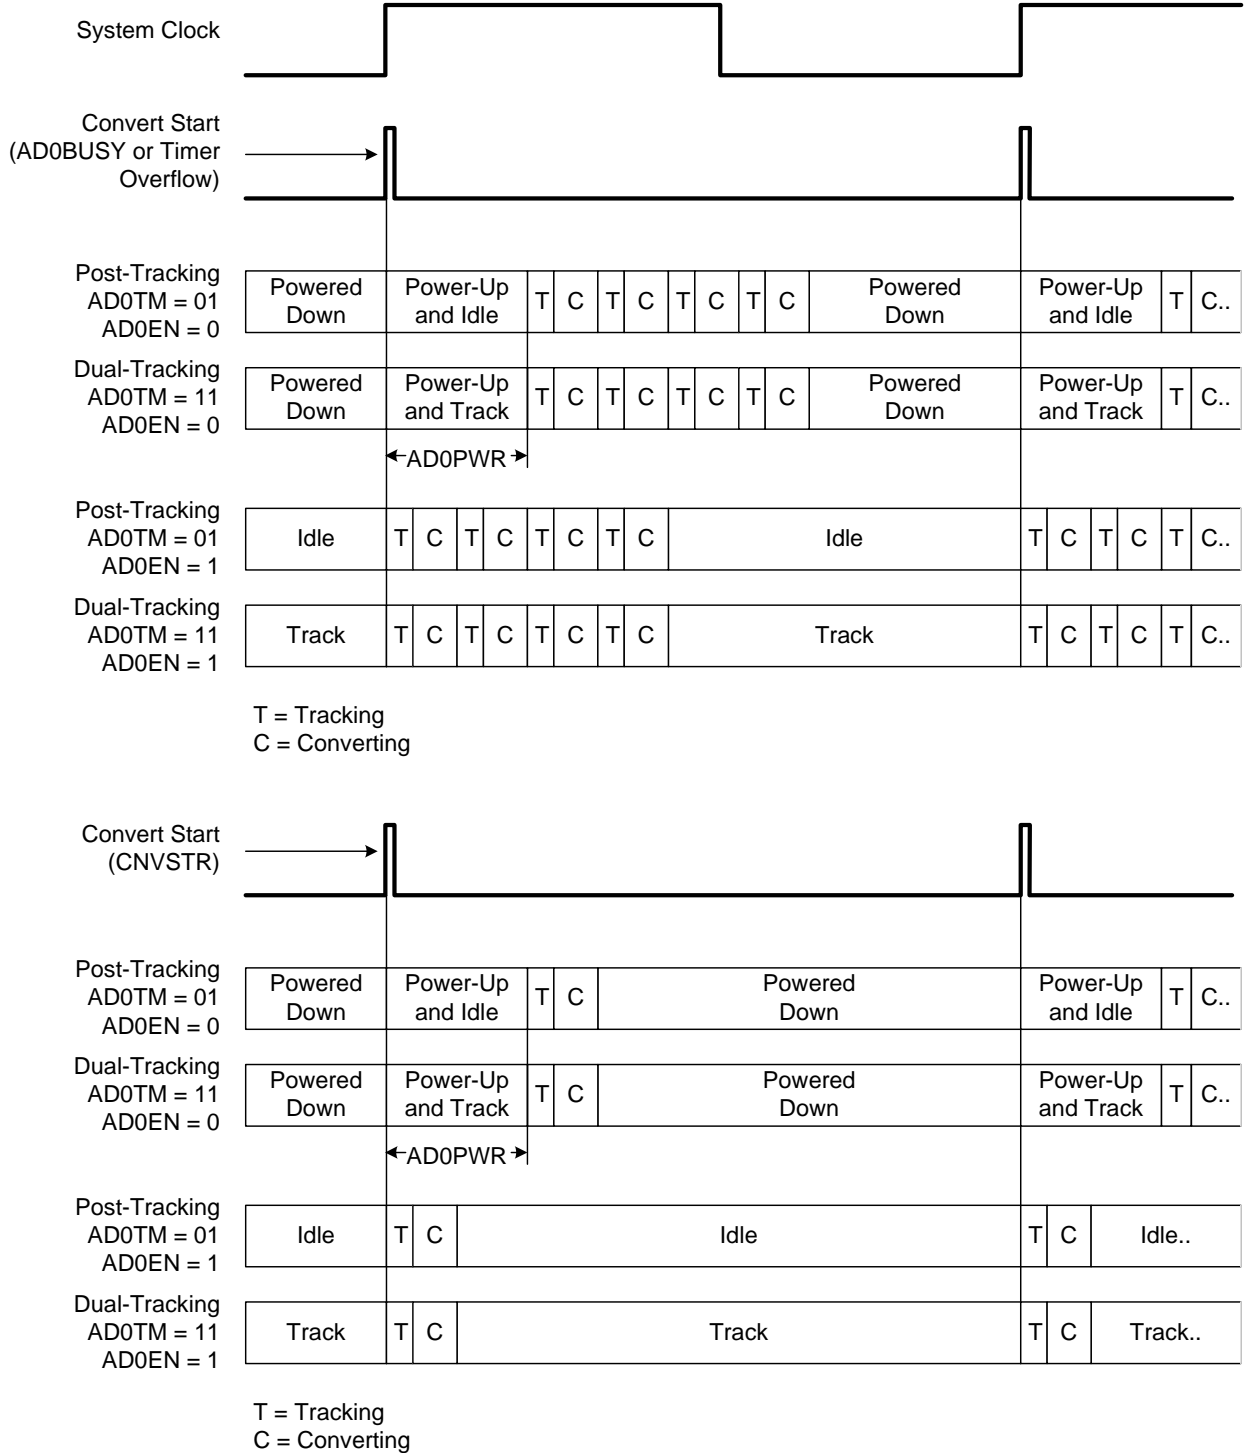 System Clock
Convert Start
(AD0BUSY or Timer
Overflow)
Post-Tracking
AD0TM = 01
AD0EN = 0
Powered
Down
Power-Up
and Idle
T C T C T C T C
Powered
Down
Power-Up
and Idle
T C..
Dual-Tracking
AD0TM = 11
AD0EN = 0
Powered
Down
Power-Up
and Track
T C T C T C T C
Powered
Down
Power-Up
and Track
T C..
AD0PWR
Post-Tracking
AD0TM = 01
AD0EN = 1
Idle T C T C T C T C Idle T C T C T C..
Dual-Tracking
AD0TM = 11
AD0EN = 1
Track T C T C T C T C Track T C T C T C..
T = Tracking
C = Converting
Convert Start
(CNVSTR)
Post-Tracking
AD0TM = 01
AD0EN = 0
Powered
Down
Power-Up
and Idle
T C
Powered
Down
Power-Up
and Idle
T C..
Dual-Tracking
AD0TM = 11
AD0EN = 0
Powered
Down
Power-Up
and Track
T C
Powered
Down
Power-Up
and Track
T C..
AD0PWR
Post-Tracking
AD0TM = 01
AD0EN = 1
Idle T C Idle T C Idle..
Dual-Tracking
AD0TM = 11
AD0EN = 1
Track T C Track T C Track..
T = Tracking
C = Converting